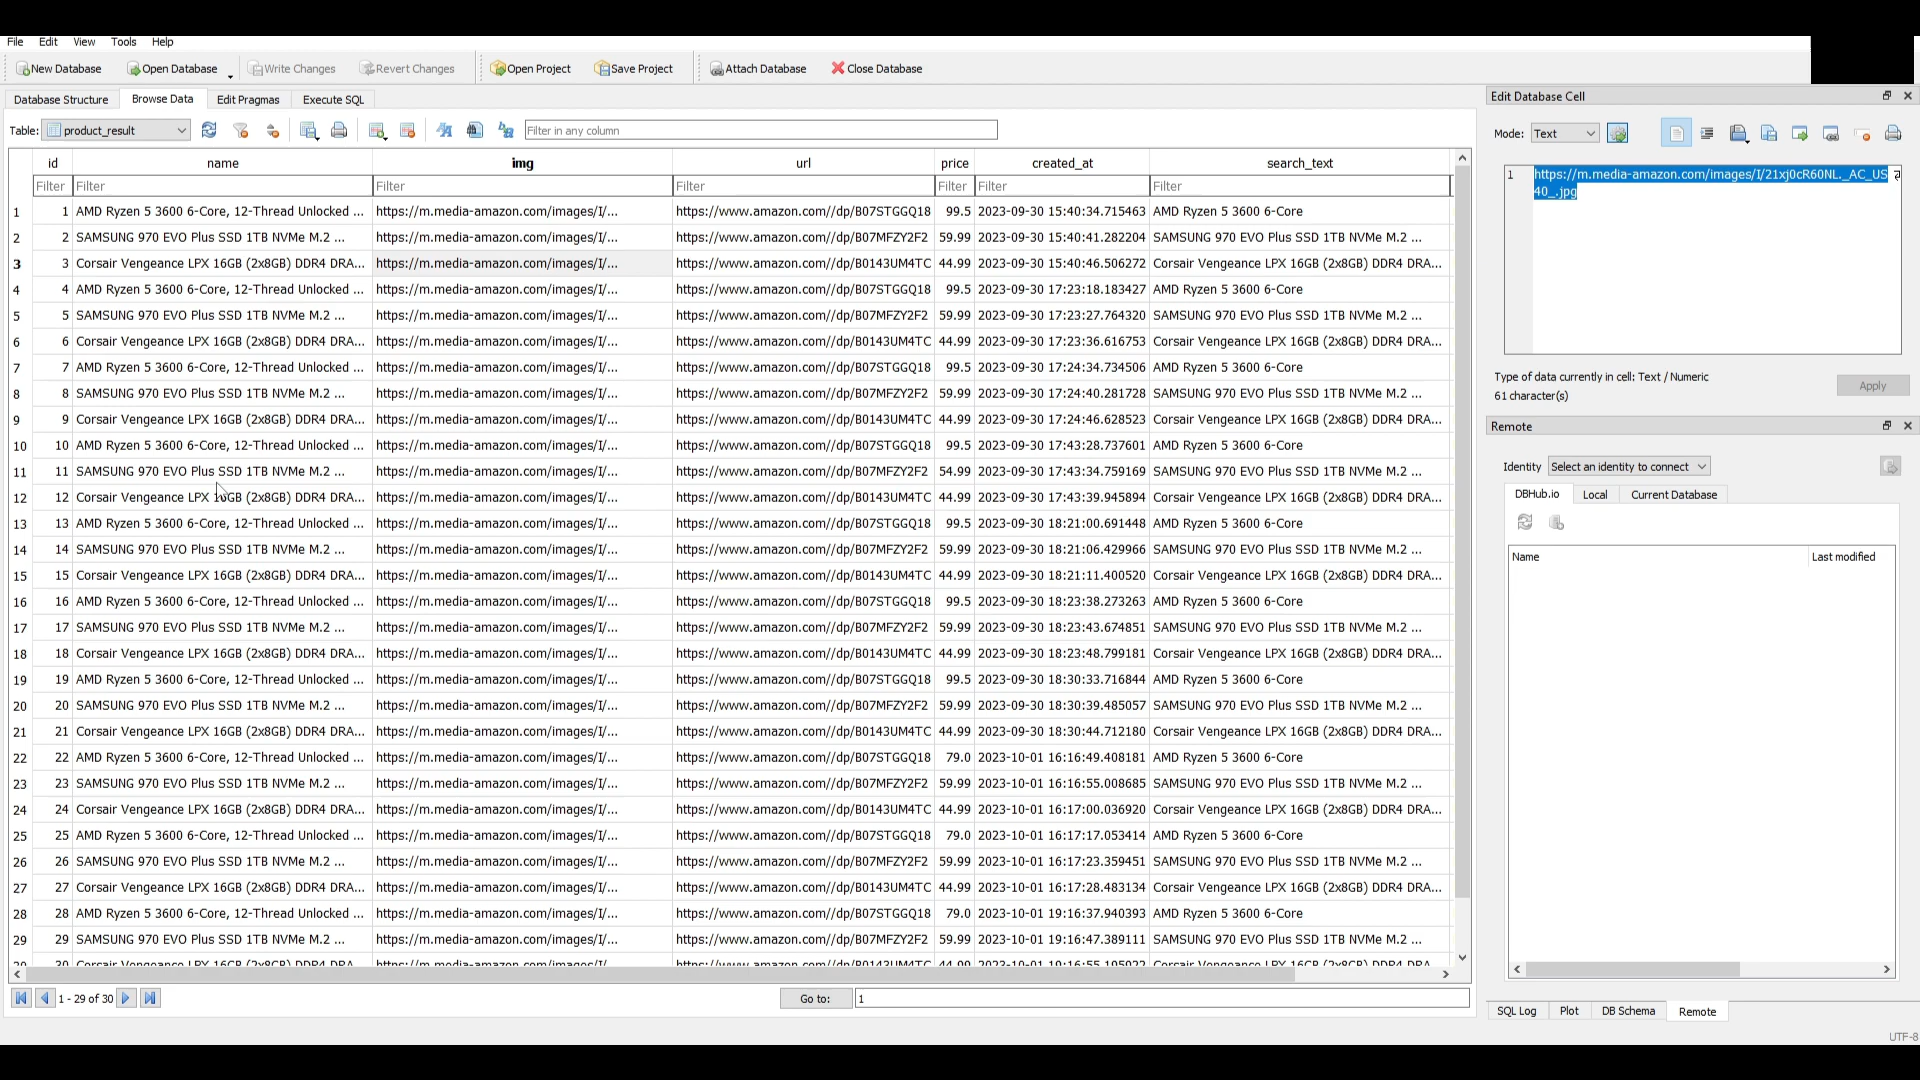 File Edit View Tools Help
New Database Open Database Write Changes Revert Changes Open Project Save Project Attach Database Close Database
Database Structure Browse Data Edit Pragmas Execute SQL
Table: product_result Filter in any column
id name img url price created_at search_text
Filter Filter Filter Filter Filter Filter Filter
1 1 AMD Ryzen 5 3600 6-Core, 12-Thread Unlocked ... https://m.media-amazon.com/images/I/... https://www.amazon.com//dp/B07STGGQ18 99.5 2023-09-30 15:40:34.715463 AMD Ryzen 5 3600 6-Core
2 2 SAMSUNG 970 EVO Plus SSD 1TB NVMe M.2 ... https://m.media-amazon.com/images/I/... https://www.amazon.com//dp/B07MFZY2F2 59.99 2023-09-30 15:40:41.282204 SAMSUNG 970 EVO Plus SSD 1TB NVMe M.2 ...
3 3 Corsair Vengeance LPX 16GB (2x8GB) DDR4 DRA... https://m.media-amazon.com/images/I/... https://www.amazon.com//dp/B0143UM4TC 44.99 2023-09-30 15:40:46.506272 Corsair Vengeance LPX 16GB (2x8GB) DDR4 DRA...
4 4 AMD Ryzen 5 3600 6-Core, 12-Thread Unlocked ... https://m.media-amazon.com/images/I/... https://www.amazon.com//dp/B07STGGQ18 99.5 2023-09-30 17:23:18.183427 AMD Ryzen 5 3600 6-Core
5 5 SAMSUNG 970 EVO Plus SSD 1TB NVMe M.2 ... https://m.media-amazon.com/images/I/... https://www.amazon.com//dp/B07MFZY2F2 59.99 2023-09-30 17:23:27.764320 SAMSUNG 970 EVO Plus SSD 1TB NVMe M.2 ...
6 6 Corsair Vengeance LPX 16GB (2x8GB) DDR4 DRA... https://m.media-amazon.com/images/I/... https://www.amazon.com//dp/B0143UM4TC 44.99 2023-09-30 17:23:36.616753 Corsair Vengeance LPX 16GB (2x8GB) DDR4 DRA...
7 7 AMD Ryzen 5 3600 6-Core, 12-Thread Unlocked ... https://m.media-amazon.com/images/I/... https://www.amazon.com//dp/B07STGGQ18 99.5 2023-09-30 17:24:34.734506 AMD Ryzen 5 3600 6-Core
8 8 SAMSUNG 970 EVO Plus SSD 1TB NVMe M.2 ... https://m.media-amazon.com/images/I/... https://www.amazon.com//dp/B07MFZY2F2 59.99 2023-09-30 17:24:40.281728 SAMSUNG 970 EVO Plus SSD 1TB NVMe M.2 ...
9 9 Corsair Vengeance LPX 16GB (2x8GB) DDR4 DRA... https://m.media-amazon.com/images/I/... https://www.amazon.com//dp/B0143UM4TC 44.99 2023-09-30 17:24:46.628523 Corsair Vengeance LPX 16GB (2x8GB) DDR4 DRA...
10 10 AMD Ryzen 5 3600 6-Core, 12-Thread Unlocked ... https://m.media-amazon.com/images/I/... https://www.amazon.com//dp/B07STGGQ18 99.5 2023-09-30 17:43:28.737601 AMD Ryzen 5 3600 6-Core
11 11 SAMSUNG 970 EVO Plus SSD 1TB NVMe M.2 ... https://m.media-amazon.com/images/I/... https://www.amazon.com//dp/B07MFZY2F2 54.99 2023-09-30 17:43:34.759169 SAMSUNG 970 EVO Plus SSD 1TB NVMe M.2 ...
12 12 Corsair Vengeance LPX 16GB (2x8GB) DDR4 DRA... https://m.media-amazon.com/images/I/... https://www.amazon.com//dp/B0143UM4TC 44.99 2023-09-30 17:43:39.945894 Corsair Vengeance LPX 16GB (2x8GB) DDR4 DRA...
13 13 AMD Ryzen 5 3600 6-Core, 12-Thread Unlocked ... https://m.media-amazon.com/images/I/... https://www.amazon.com//dp/B07STGGQ18 99.5 2023-09-30 18:21:00.691448 AMD Ryzen 5 3600 6-Core
14 14 SAMSUNG 970 EVO Plus SSD 1TB NVMe M.2 ... https://m.media-amazon.com/images/I/... https://www.amazon.com//dp/B07MFZY2F2 59.99 2023-09-30 18:21:06.429966 SAMSUNG 970 EVO Plus SSD 1TB NVMe M.2 ...
15 15 Corsair Vengeance LPX 16GB (2x8GB) DDR4 DRA... https://m.media-amazon.com/images/I/... https://www.amazon.com//dp/B0143UM4TC 44.99 2023-09-30 18:21:11.400520 Corsair Vengeance LPX 16GB (2x8GB) DDR4 DRA...
16 16 AMD Ryzen 5 3600 6-Core, 12-Thread Unlocked ... https://m.media-amazon.com/images/I/... https://www.amazon.com//dp/B07STGGQ18 99.5 2023-09-30 18:23:38.273263 AMD Ryzen 5 3600 6-Core
17 17 SAMSUNG 970 EVO Plus SSD 1TB NVMe M.2 ... https://m.media-amazon.com/images/I/... https://www.amazon.com//dp/B07MFZY2F2 59.99 2023-09-30 18:23:43.674851 SAMSUNG 970 EVO Plus SSD 1TB NVMe M.2 ...
18 18 Corsair Vengeance LPX 16GB (2x8GB) DDR4 DRA... https://m.media-amazon.com/images/I/... https://www.amazon.com//dp/B0143UM4TC 44.99 2023-09-30 18:23:48.799181 Corsair Vengeance LPX 16GB (2x8GB) DDR4 DRA...
19 19 AMD Ryzen 5 3600 6-Core, 12-Thread Unlocked ... https://m.media-amazon.com/images/I/... https://www.amazon.com//dp/B07STGGQ18 99.5 2023-09-30 18:30:33.716844 AMD Ryzen 5 3600 6-Core
20 20 SAMSUNG 970 EVO Plus SSD 1TB NVMe M.2 ... https://m.media-amazon.com/images/I/... https://www.amazon.com//dp/B07MFZY2F2 59.99 2023-09-30 18:30:39.485057 SAMSUNG 970 EVO Plus SSD 1TB NVMe M.2 ...
21 21 Corsair Vengeance LPX 16GB (2x8GB) DDR4 DRA... https://m.media-amazon.com/images/I/... https://www.amazon.com//dp/B0143UM4TC 44.99 2023-09-30 18:30:44.712180 Corsair Vengeance LPX 16GB (2x8GB) DDR4 DRA...
22 22 AMD Ryzen 5 3600 6-Core, 12-Thread Unlocked ... https://m.media-amazon.com/images/I/... https://www.amazon.com//dp/B07STGGQ18 79.0 2023-10-01 16:16:49.408181 AMD Ryzen 5 3600 6-Core
23 23 SAMSUNG 970 EVO Plus SSD 1TB NVMe M.2 ... https://m.media-amazon.com/images/I/... https://www.amazon.com//dp/B07MFZY2F2 59.99 2023-10-01 16:16:55.008685 SAMSUNG 970 EVO Plus SSD 1TB NVMe M.2 ...
24 24 Corsair Vengeance LPX 16GB (2x8GB) DDR4 DRA... https://m.media-amazon.com/images/I/... https://www.amazon.com//dp/B0143UM4TC 44.99 2023-10-01 16:17:00.036920 Corsair Vengeance LPX 16GB (2x8GB) DDR4 DRA...
25 25 AMD Ryzen 5 3600 6-Core, 12-Thread Unlocked ... https://m.media-amazon.com/images/I/... https://www.amazon.com//dp/B07STGGQ18 79.0 2023-10-01 16:17:17.053414 AMD Ryzen 5 3600 6-Core
26 26 SAMSUNG 970 EVO Plus SSD 1TB NVMe M.2 ... https://m.media-amazon.com/images/I/... https://www.amazon.com//dp/B07MFZY2F2 59.99 2023-10-01 16:17:23.359451 SAMSUNG 970 EVO Plus SSD 1TB NVMe M.2 ...
27 27 Corsair Vengeance LPX 16GB (2x8GB) DDR4 DRA... https://m.media-amazon.com/images/I/... https://www.amazon.com//dp/B0143UM4TC 44.99 2023-10-01 16:17:28.483134 Corsair Vengeance LPX 16GB (2x8GB) DDR4 DRA...
28 28 AMD Ryzen 5 3600 6-Core, 12-Thread Unlocked ... https://m.media-amazon.com/images/I/... https://www.amazon.com//dp/B07STGGQ18 79.0 2023-10-01 19:16:37.940393 AMD Ryzen 5 3600 6-Core
29 29 SAMSUNG 970 EVO Plus SSD 1TB NVMe M.2 ... https://m.media-amazon.com/images/I/... https://www.amazon.com//dp/B07MFZY2F2 59.99 2023-10-01 19:16:47.389111 SAMSUNG 970 EVO Plus SSD 1TB NVMe M.2 ...
1 - 29 of 30 Go to: 1
Edit Database Cell
Mode: Text
1 https://m.media-amazon.com/images/I/21xj0cR60NL._AC_US
40_.jpg
Type of data currently in cell: Text / Numeric
61 character(s)
Apply
Remote
Identity Select an identity to connect
DBHub.io Local Current Database
Name Last modified
SQL Log Plot DB Schema Remote
UTF-8